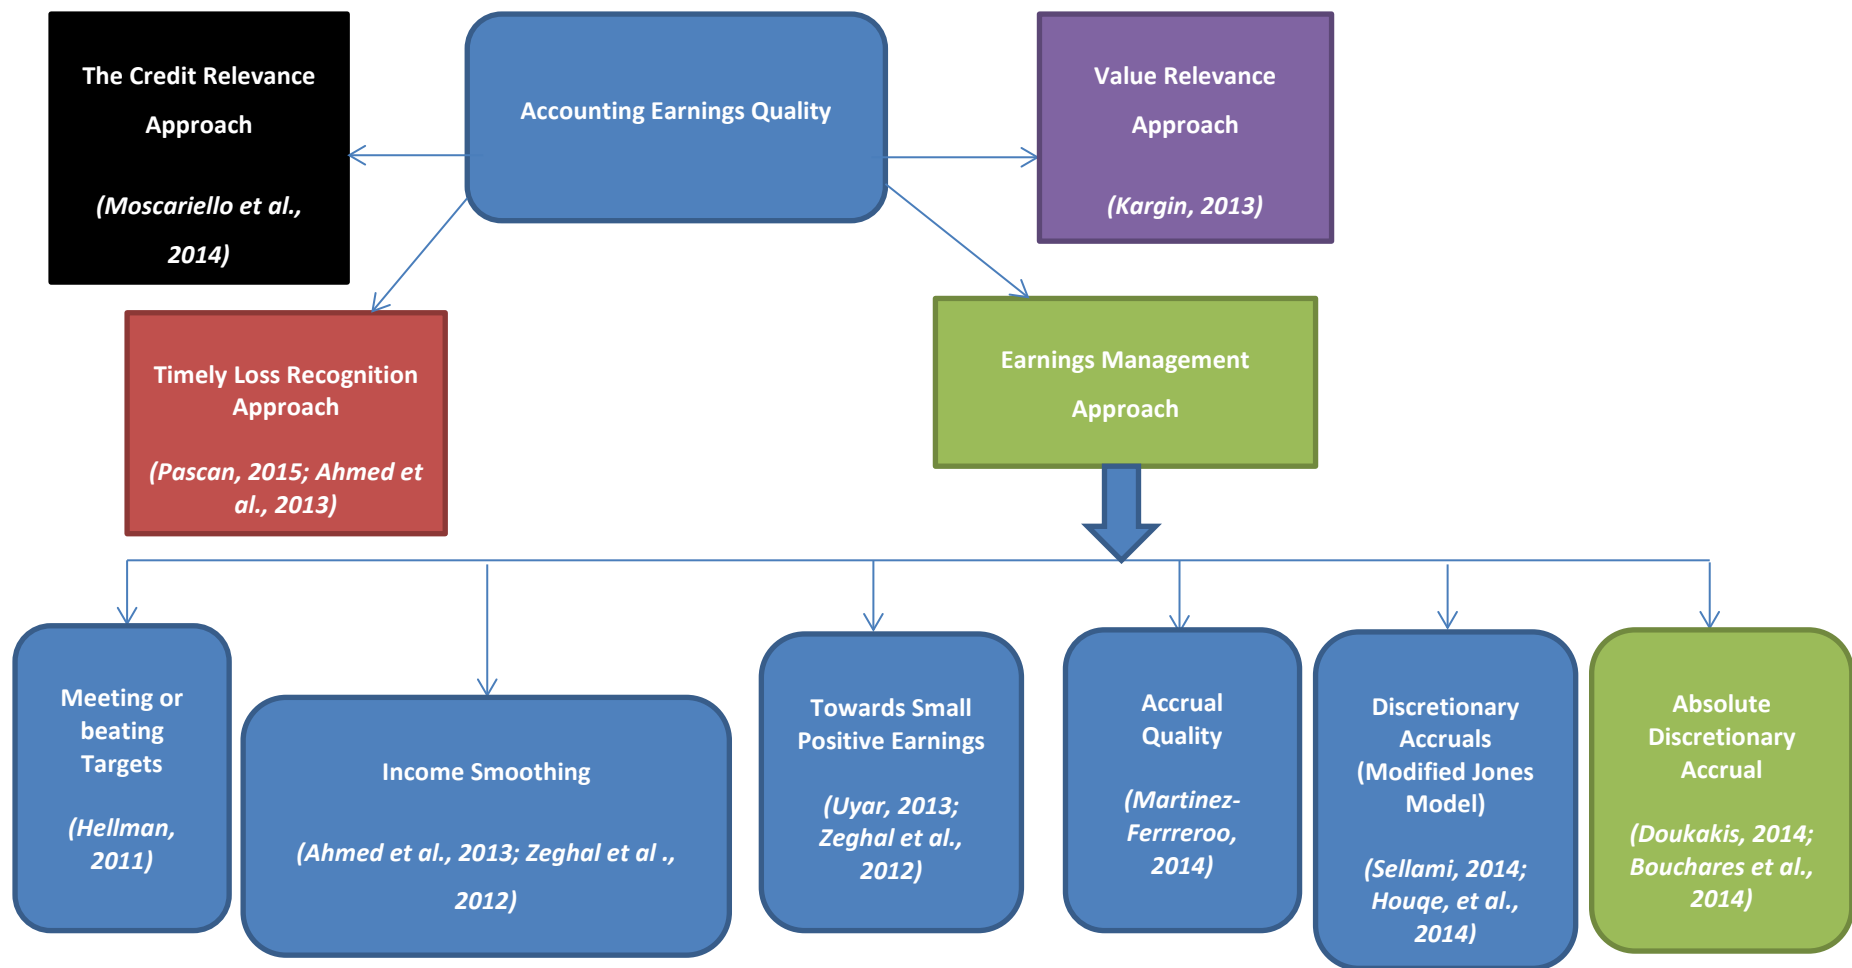 The Credit Relevance
Approach
(Moscariello et al.,
2014)
Accounting Earnings Quality
Value Relevance
Approach
(Kargin, 2013)
Timely Loss Recognition
Approach
(Pascan, 2015; Ahmed et
al., 2013)
Earnings Management
Approach
Meeting or
beating
Targets
(Hellman,
2011)
Income Smoothing
(Ahmed et al., 2013; Zeghal et al .,
2012)
Towards Small
Positive Earnings
(Uyar, 2013;
Zeghal et al.,
2012)
Accrual
Quality
(Martinez-
Ferrreroo,
2014)
Discretionary
Accruals
(Modified Jones
Model)
(Sellami, 2014;
Houqe, et al.,
2014)
Absolute
Discretionary
Accrual
(Doukakis, 2014;
Bouchares et al.,
2014)